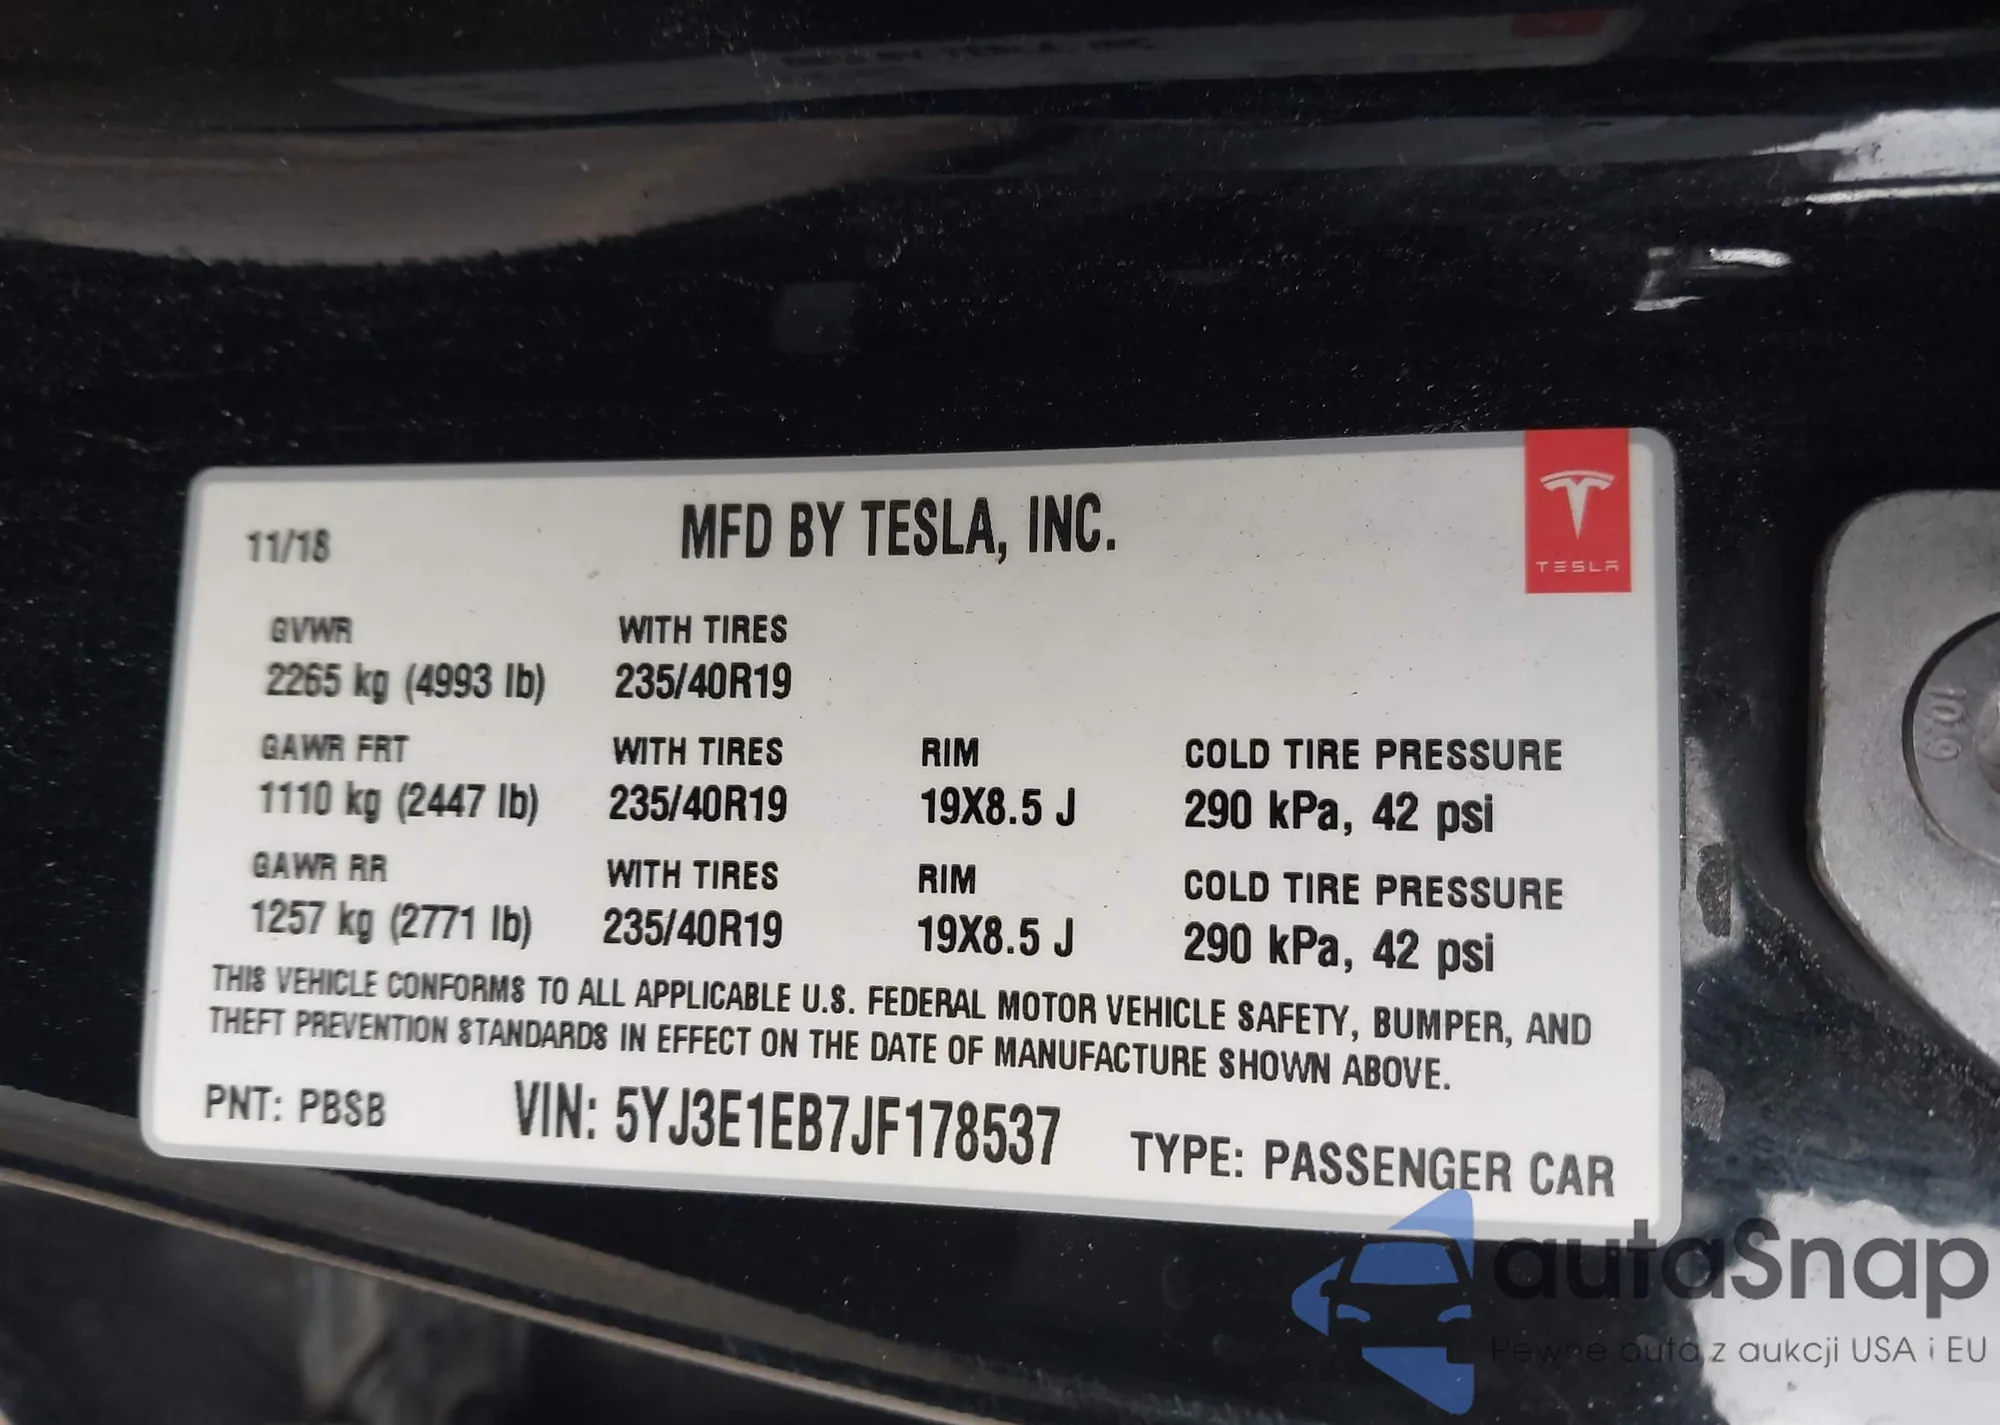 11/18 MFD BY TESLA, INC.
TESLA
GVWR WITH TIRES
2265 kg (4993 lb) 235/40R19
GAWR FRT WITH TIRES RIM COLD TIRE PRESSURE
1110 kg (2447 lb) 235/40R19 19X8.5 J 290 kPa, 42 psi
GAWR RR WITH TIRES RIM COLD TIRE PRESSURE
1257 kg (2771 lb) 235/40R19 19X8.5 J 290 kPa, 42 psi
THIS VEHICLE CONFORMS TO ALL APPLICABLE U.S. FEDERAL MOTOR VEHICLE SAFETY, BUMPER, AND
THEFT PREVENTION STANDARDS IN EFFECT ON THE DATE OF MANUFACTURE SHOWN ABOVE.
PNT: PBSB VIN: 5YJ3E1EB7JF178537 TYPE: PASSENGER CAR
10.9
autaSnap
Pewne auta z aukcji USA i EU